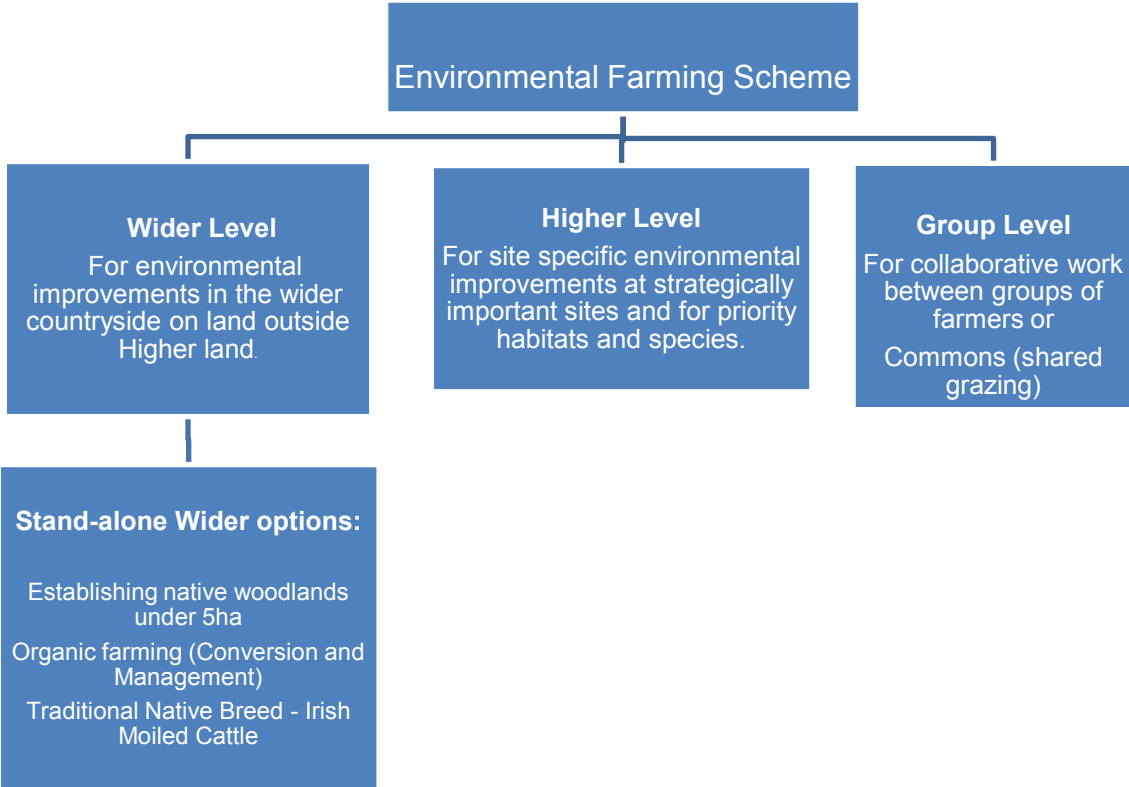 Environmental Farming Scheme
Wider Level
For environmental
improvements in the wider
countryside on land outside
Higher land.
Higher Level
For site specific environmental
improvements at strategically
important sites and for priority
habitats and species.
Group Level
For collaborative work
between groups of
farmers or
Commons (shared
grazing)
Stand-alone Wider options:
Establishing native woodlands
under 5ha
Organic farming (Conversion and
Management)
Traditional Native Breed - Irish
Moiled Cattle